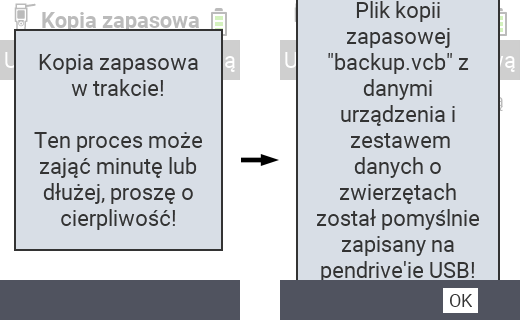 Kopia zapasowa
U
ą
Kopia zapasowa
w trakcie!
Ten proces może
zająć minutę lub
dłużej, proszę o
cierpliwość!
Plik kopii
zapasowej
"backup.vcb" z
danymi
urządzenia i
zestawem
danych o
zwierzętach
został pomyślnie
zapisany na
pendrive'ie USB!
OK